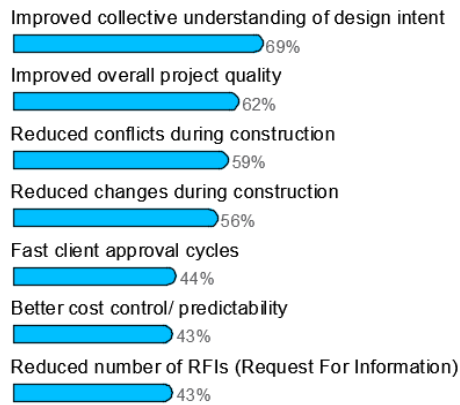 Improved collective understanding of design intent
69%
Improved overall project quality
62%
Reduced conflicts during construction
59%
Reduced changes during construction
56%
Fast client approval cycles
44%
Better cost control/ predictability
43%
Reduced number of RFIs (Request For Information)
43%